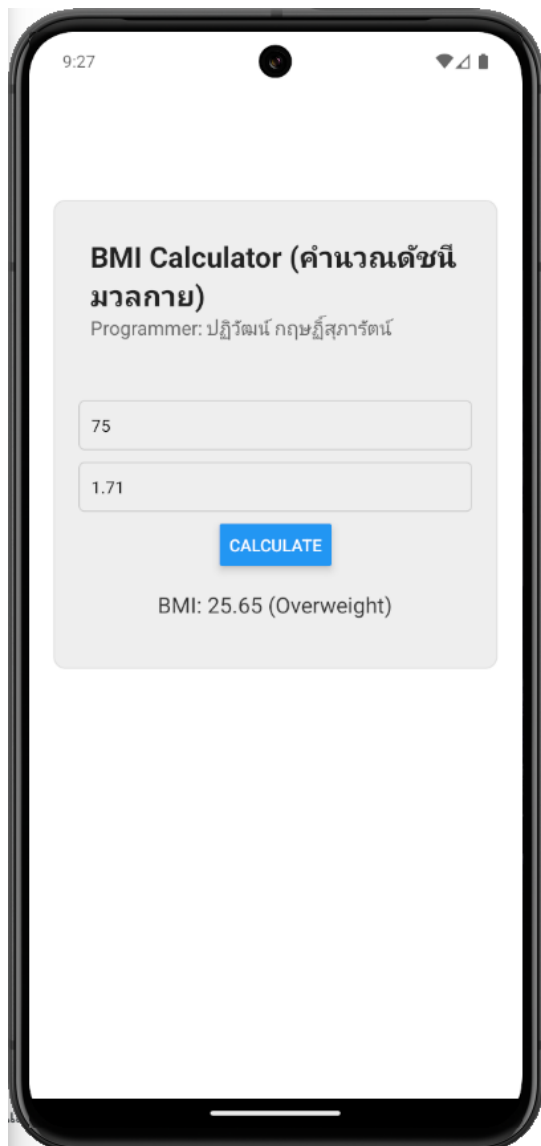 9:27
BMI Calculator (คำนวณดัชนี
มวลกาย)
Programmer: ปฏิวัฒน์ กฤษฏิ์สุภารัตน์
75
1.71
CALCULATE
BMI: 25.65 (Overweight)